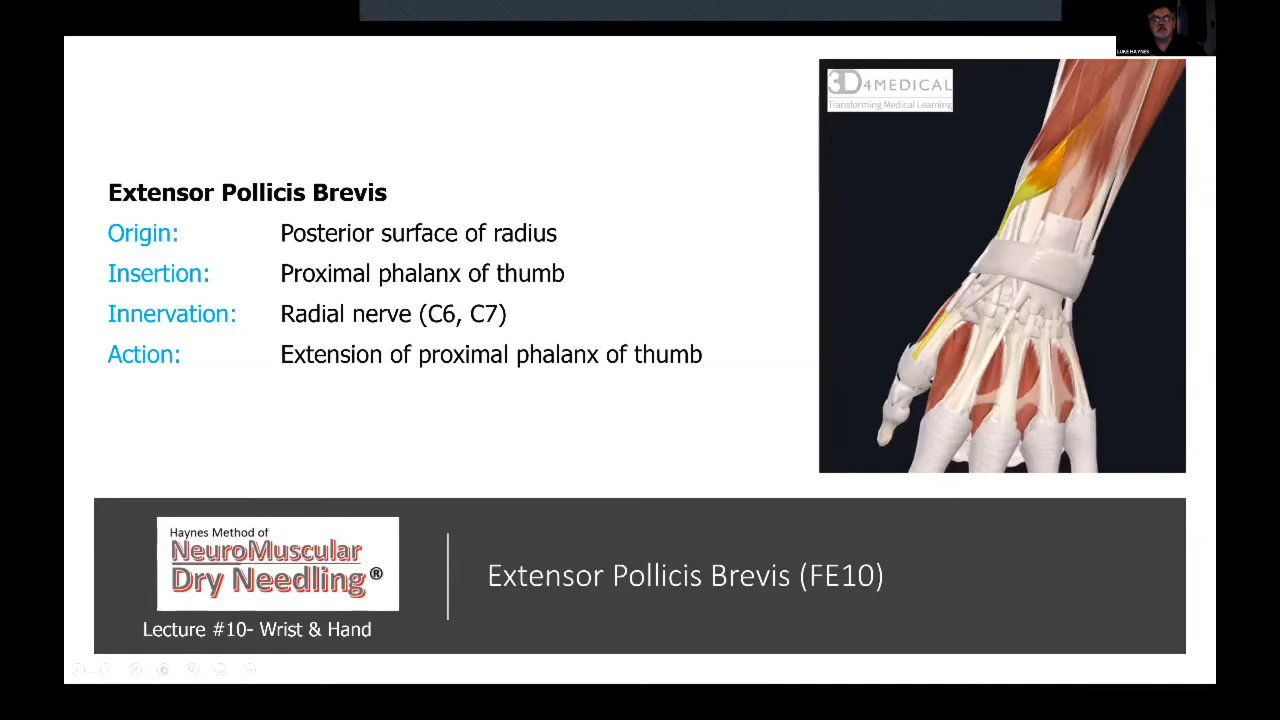 LUKE HAYNES
3D4MEDICAL
Transforming Medical Learning
Extensor Pollicis Brevis
Origin: Posterior surface of radius
Insertion: Proximal phalanx of thumb
Innervation: Radial nerve (C6, C7)
Action: Extension of proximal phalanx of thumb
Haynes Method of
NeuroMuscular
Dry Needling®
Lecture #10- Wrist & Hand
Extensor Pollicis Brevis (FE10)